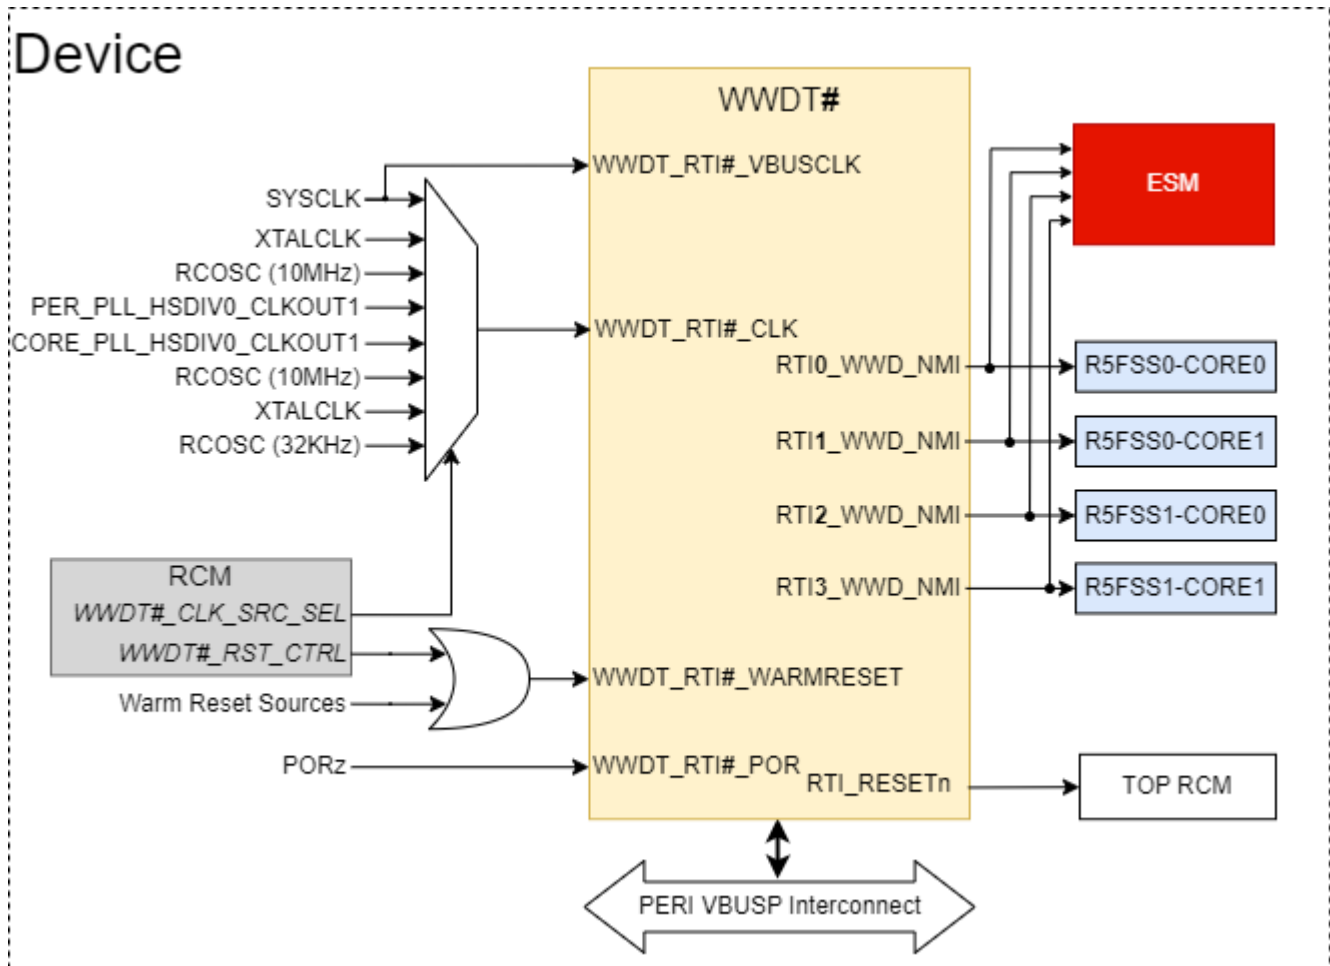 Device
WWDT#
WWDT_RTI#_VBUSCLK
SYSCLK
XTALCLK
RCOSC (10MHz)
PER_PLL_HSDIV0_CLKOUT1
CORE_PLL_HSDIV0_CLKOUT1
RCOSC (10MHz)
XTALCLK
RCOSC (32KHz)
WWDT_RTI#_CLK
ESM
RTI0_WWD_NMI
R5FSS0-CORE0
RTI1_WWD_NMI
R5FSS0-CORE1
RTI2_WWD_NMI
R5FSS1-CORE0
RTI3_WWD_NMI
R5FSS1-CORE1
RCM
WWDT#_CLK_SRC_SEL
WWDT#_RST_CTRL
Warm Reset Sources
WWDT_RTI#_WARMRESET
PORz
WWDT_RTI#_POR
RTI_RESETn
TOP RCM
PERI VBUSP Interconnect